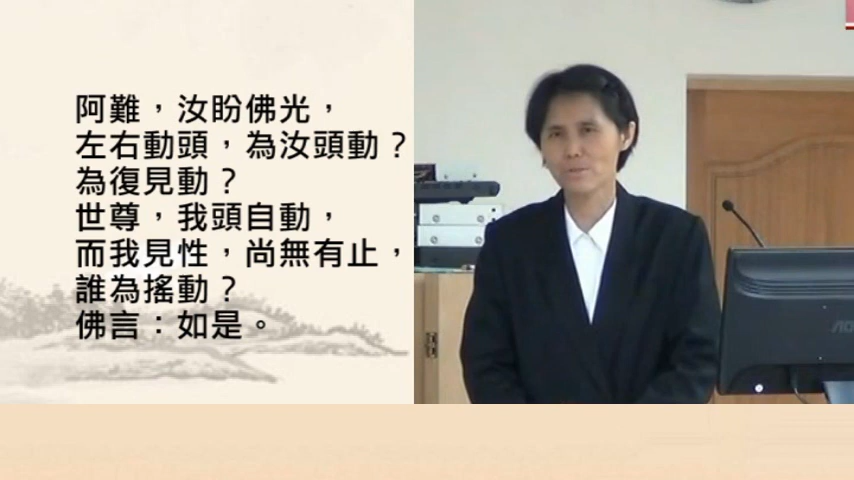 阿難，汝盼佛光，
左右動頭，為汝頭動？
為復見動？
世尊，我頭自動，
而我見性，尚無有止，
誰為搖動？
佛言：如是。